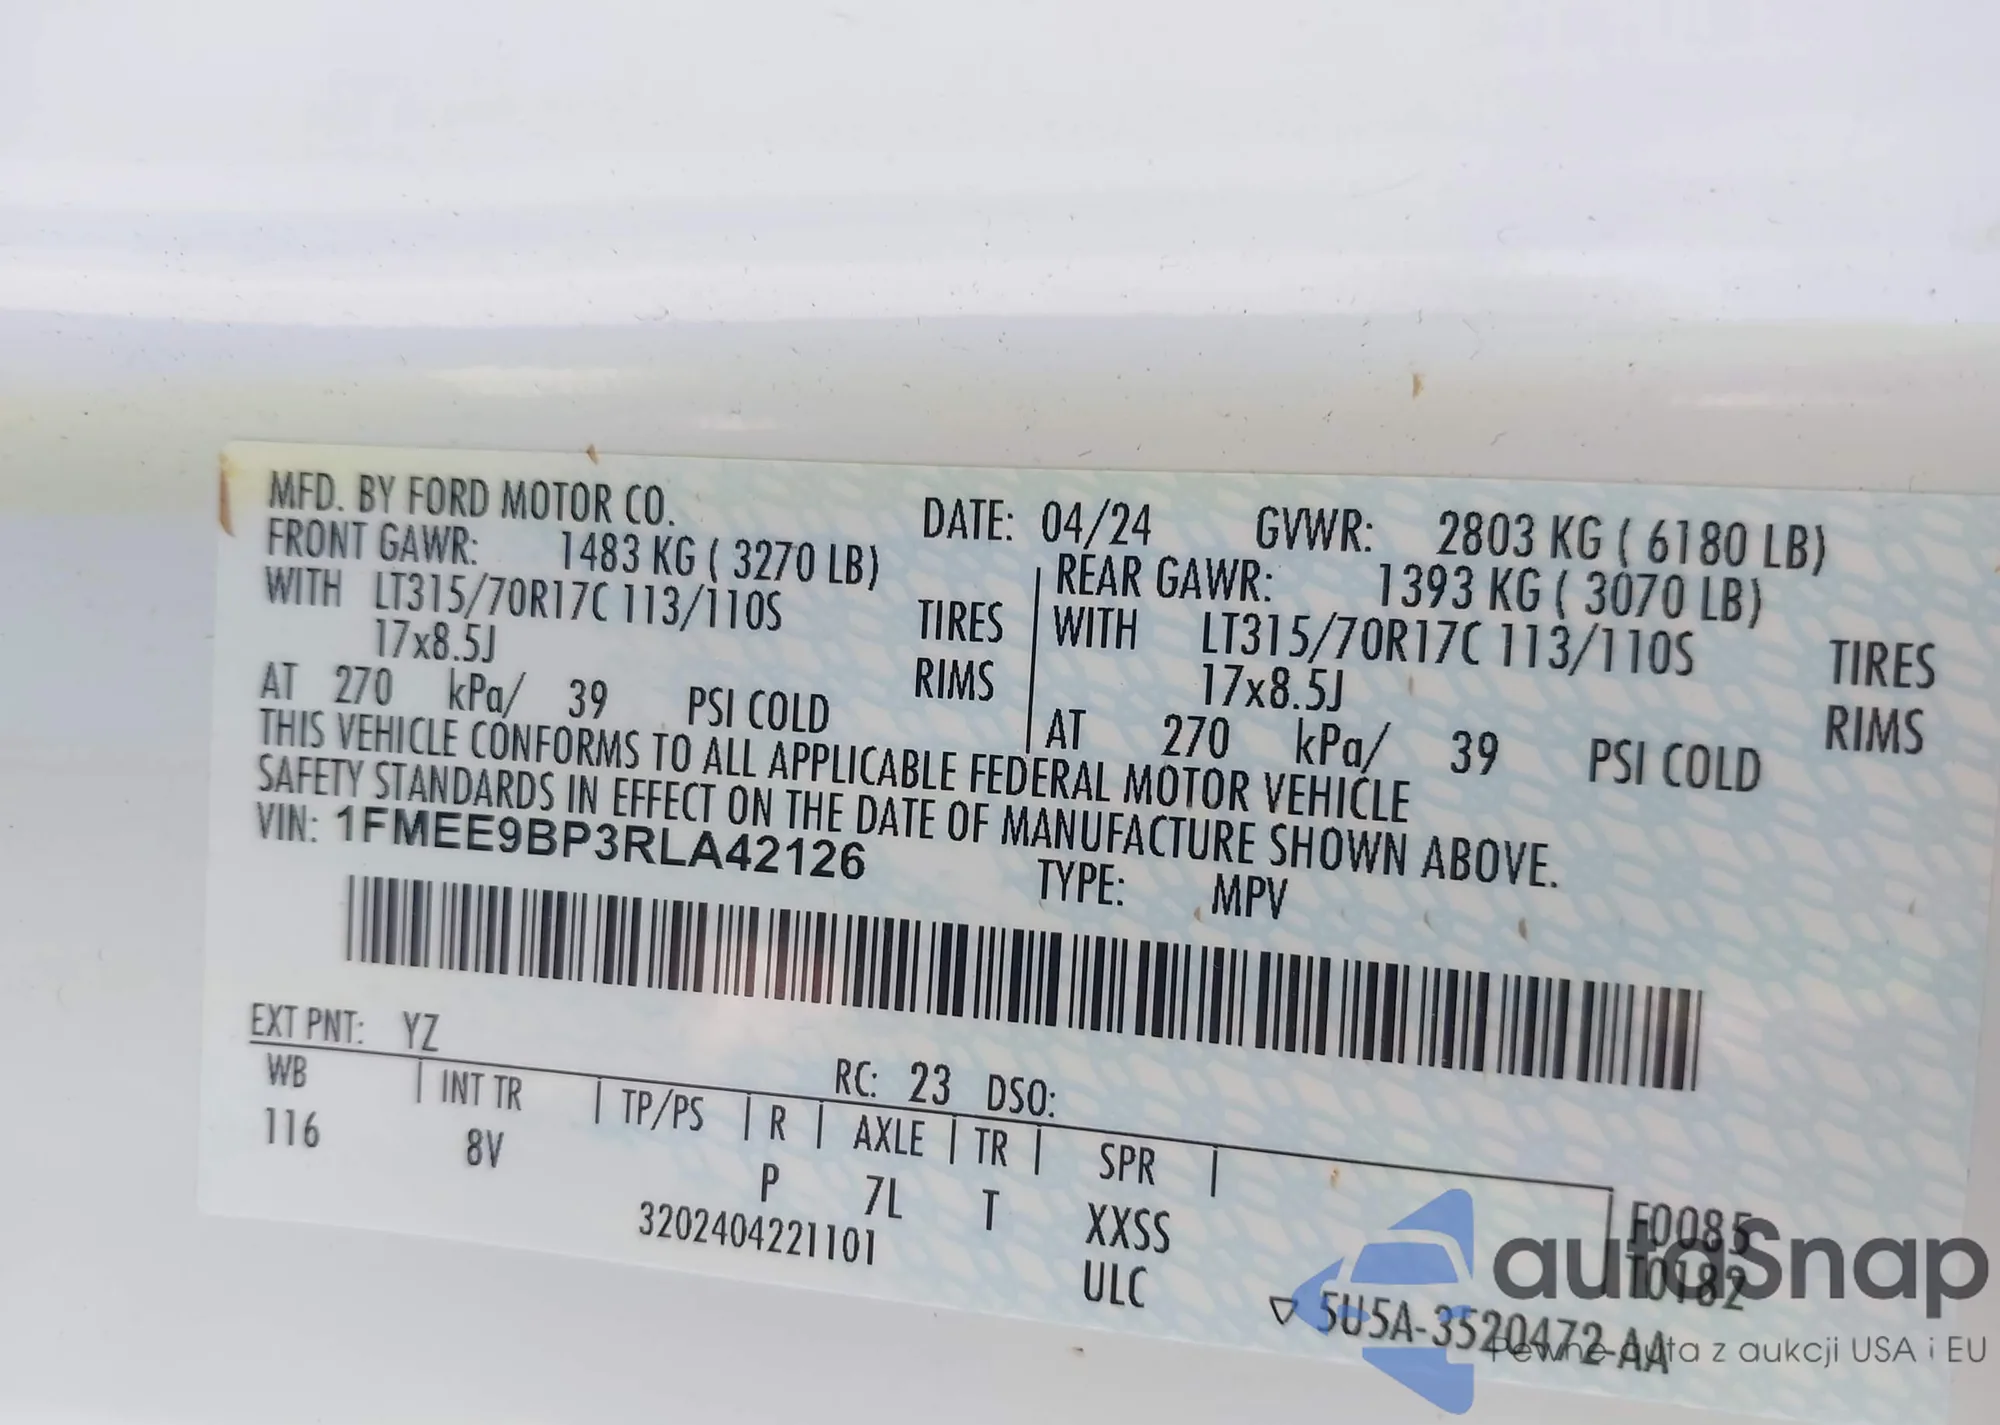 MFD. BY FORD MOTOR CO. DATE: 04/24 GVWR: 2803 KG ( 6180 LB)
FRONT GAWR: 1483 KG ( 3270 LB) REAR GAWR: 1393 KG ( 3070 LB)
WITH LT315/70R17C 113/110S TIRES WITH LT315/70R17C 113/110S TIRES
17x8.5J RIMS 17x8.5J RIMS
AT 270 kPa/ 39 PSI COLD AT 270 kPa/ 39 PSI COLD
THIS VEHICLE CONFORMS TO ALL APPLICABLE FEDERAL MOTOR VEHICLE
SAFETY STANDARDS IN EFFECT ON THE DATE OF MANUFACTURE SHOWN ABOVE.
VIN: 1FMEE9BP3RLA42126 TYPE: MPV
EXT PNT: YZ RC: 23 DSO:
WB | INT TR | TP/PS | R | AXLE | TR | SPR |
116 8V P 7L T XXSS F0085
3202404221101 ULC T0182
▽ 5U5A-3520472-AA
autoSnap
Pewne auta z aukcji USA i EU